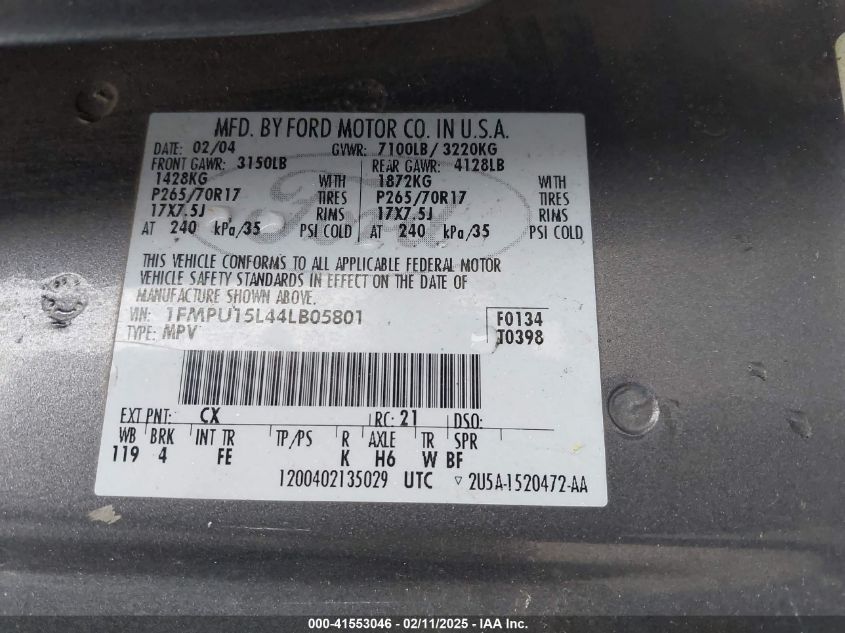 MFD. BY FORD MOTOR CO. IN U.S.A.
DATE: 02/04 GVWR: 7100LB/ 3220KG
FRONT GAWR: 3150LB REAR GAWR: 4128LB
1428KG WITH 1872KG WITH
P265/70R17 TIRES P265/70R17 TIRES
17X7.5J RIMS 17X7.5J RIMS
AT 240 kPa/35 PSI COLD AT 240 kPa/35 PSI COLD
THIS VEHICLE CONFORMS TO ALL APPLICABLE FEDERAL MOTOR
VEHICLE SAFETY STANDARDS IN EFFECT ON THE DATE OF
MANUFACTURE SHOWN ABOVE.
VIN: 1FMPU15L44LB05801 F0134
TYPE: MPV T0398
EXT PNT: CX RC: 21 DSO:
WB BRK INT TR TP/PS R AXLE TR SPR
119 4 FE K H6 W BF
1200402135029 UTC ▽ 2U5A-1520472-AA
000-41553046 - 02/11/2025 - IAA Inc.